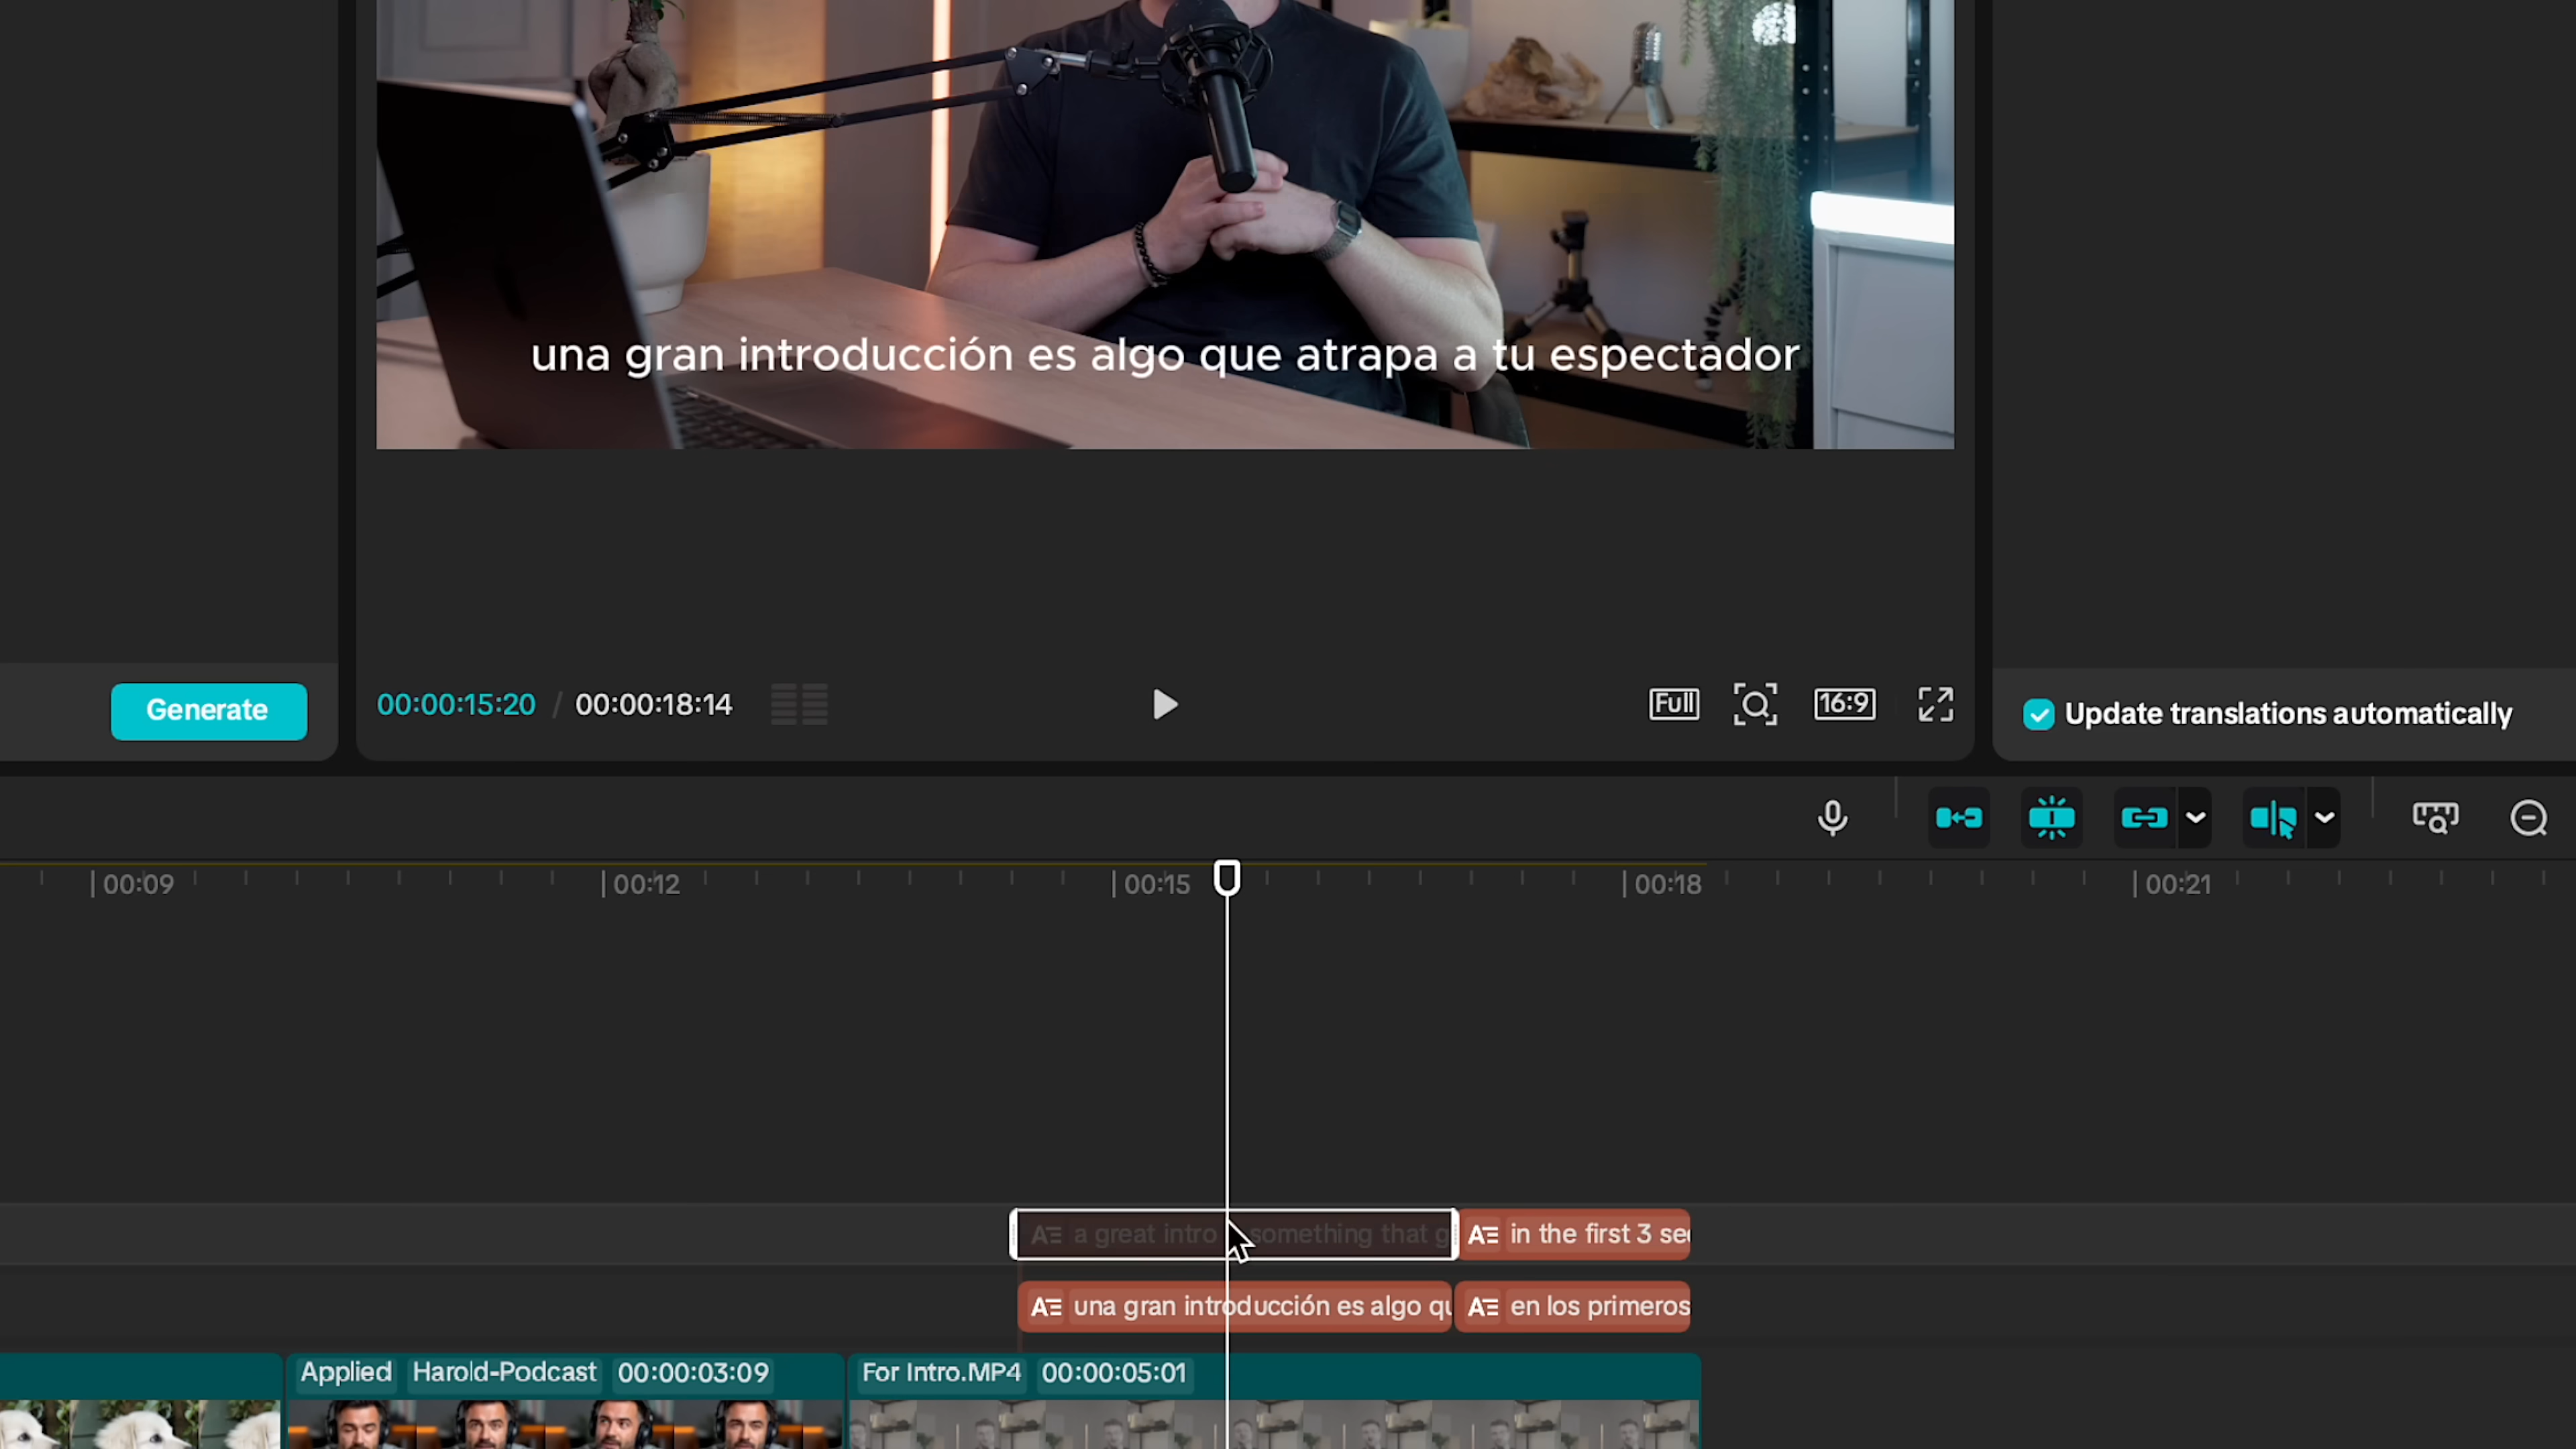 una gran introducción es algo que atrapa a tu espectador
Generate
00:00:15:20 / 00:00:18:14
Full
16:9
Update translations automatically
00:09
00:12
00:15
00:18
00:21
a great intro something that g
in the first 3 se
una gran introducción es algo qu
en los primeros
Applied Harold-Podcast 00:00:03:09
For Intro.MP4 00:00:05:01